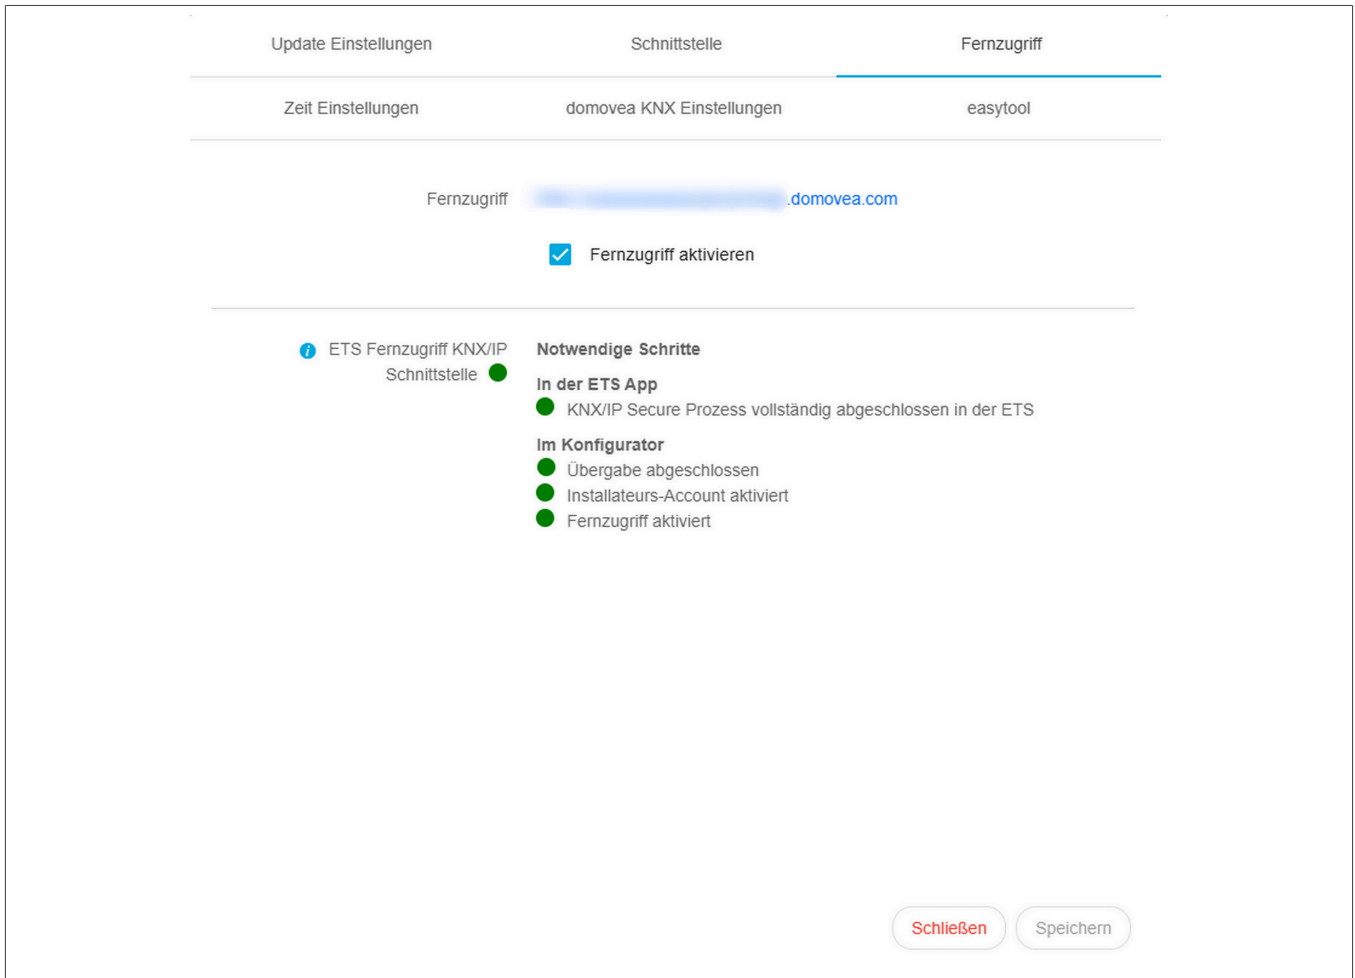 Update Einstellungen
Schnittstelle
Fernzugriff
Zeit Einstellungen
domovea KNX Einstellungen
easytool
Fernzugriff
.domovea.com
Fernzugriff aktivieren
ETS Fernzugriff KNX/IP
Schnittstelle
Notwendige Schritte
In der ETS App
KNX/IP Secure Prozess vollständig abgeschlossen in der ETS
Im Konfigurator
Übergabe abgeschlossen
Installateurs-Account aktiviert
Fernzugriff aktiviert
Schließen
Speichern